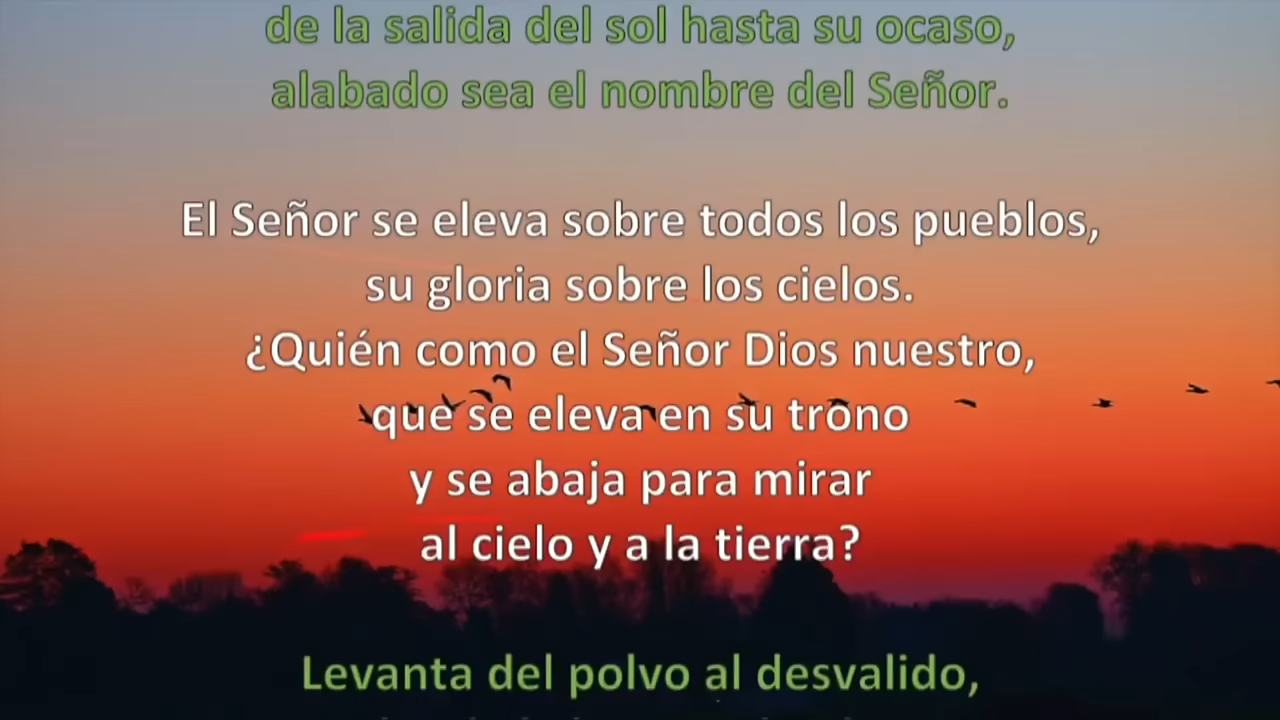 de la salida del sol hasta su ocaso,
alabado sea el nombre del Señor.
El Señor se eleva sobre todos los pueblos,
su gloria sobre los cielos.
¿Quién como el Señor Dios nuestro,
que se eleva en su trono
y se abaja para mirar
al cielo y a la tierra?
Levanta del polvo al desvalido,